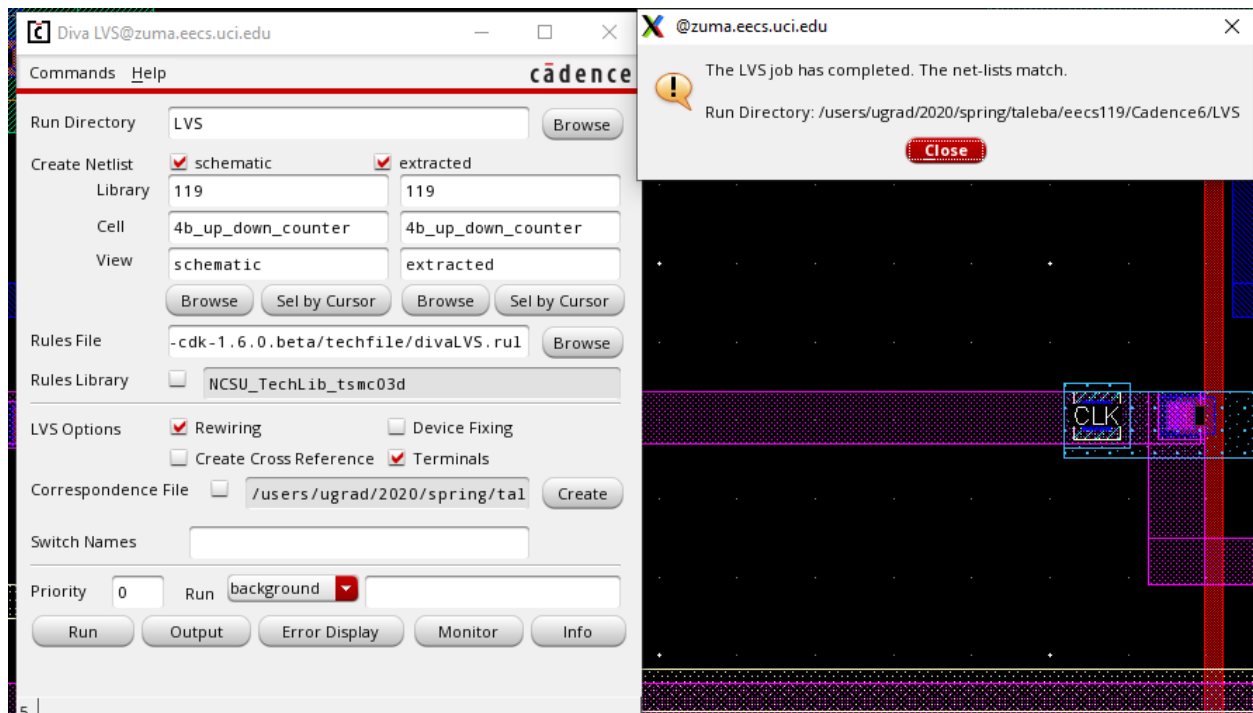 Diva LVS@zuma.eecs.uci.edu
Commands Help
cādence
Run Directory LVS Browse
Create Netlist schematic extracted
Library 119 119
Cell 4b_up_down_counter 4b_up_down_counter
View schematic extracted
Browse Sel by Cursor Browse Sel by Cursor
Rules File -cdk-1.6.0.beta/techfile/divaLVS.rul Browse
Rules Library NCSU_TechLib_tsmc03d
LVS Options Rewiring Device Fixing
Create Cross Reference Terminals
Correspondence File /users/ugrad/2020/spring/tal Create
Switch Names
Priority 0 Run background
Run Output Error Display Monitor Info
5
@zuma.eecs.uci.edu
The LVS job has completed. The net-lists match.
Run Directory: /users/ugrad/2020/spring/taleba/eecs119/Cadence6/LVS
Close
CLK